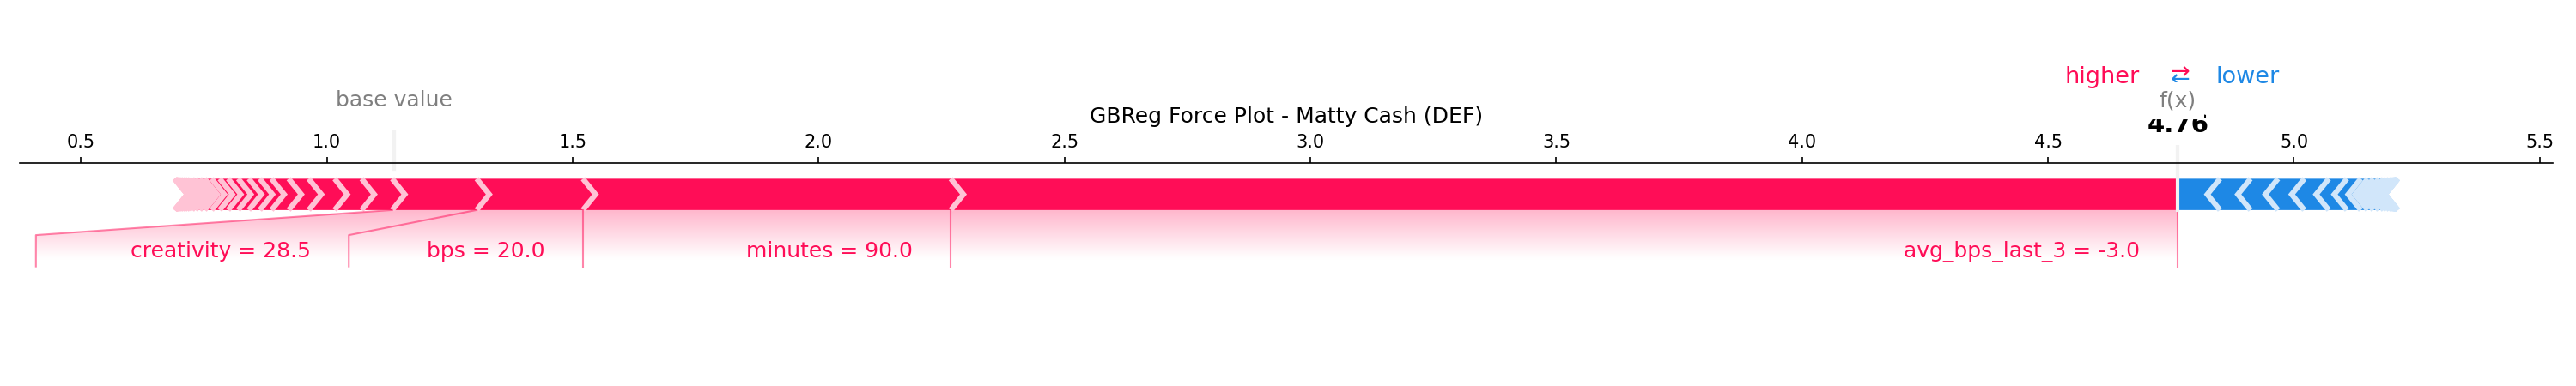 higher ⇄ lower
base value
f(x)
GBReg Force Plot - Matty Cash (DEF)
4.76
0.5 1.0 1.5 2.0 2.5 3.0 3.5 4.0 4.5 5.0 5.5
creativity = 28.5 bps = 20.0 minutes = 90.0 avg_bps_last_3 = -3.0